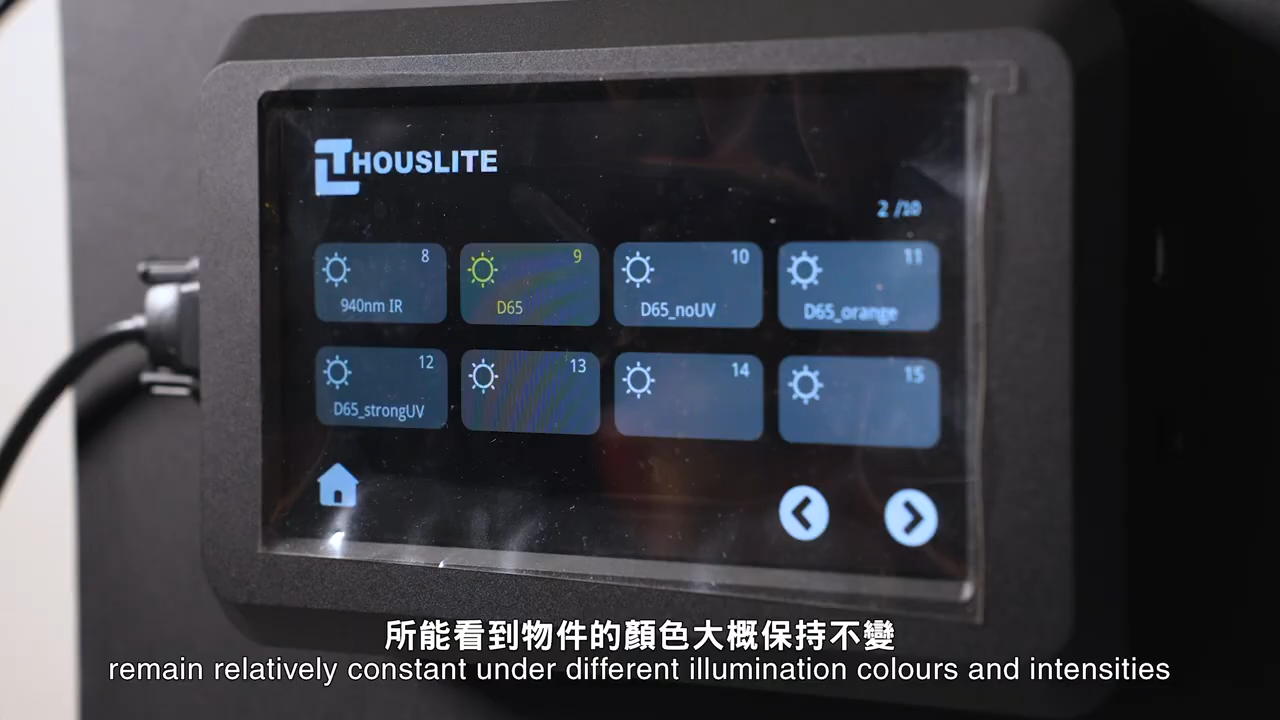 THOUSLITE
2 /10
8
940nm IR
9
D65
10
D65_noUV
11
D65_orange
12
D65_strongUV
13
14
15
所能看到物件的顏色大概保持不變
remain relatively constant under different illumination colours and intensities